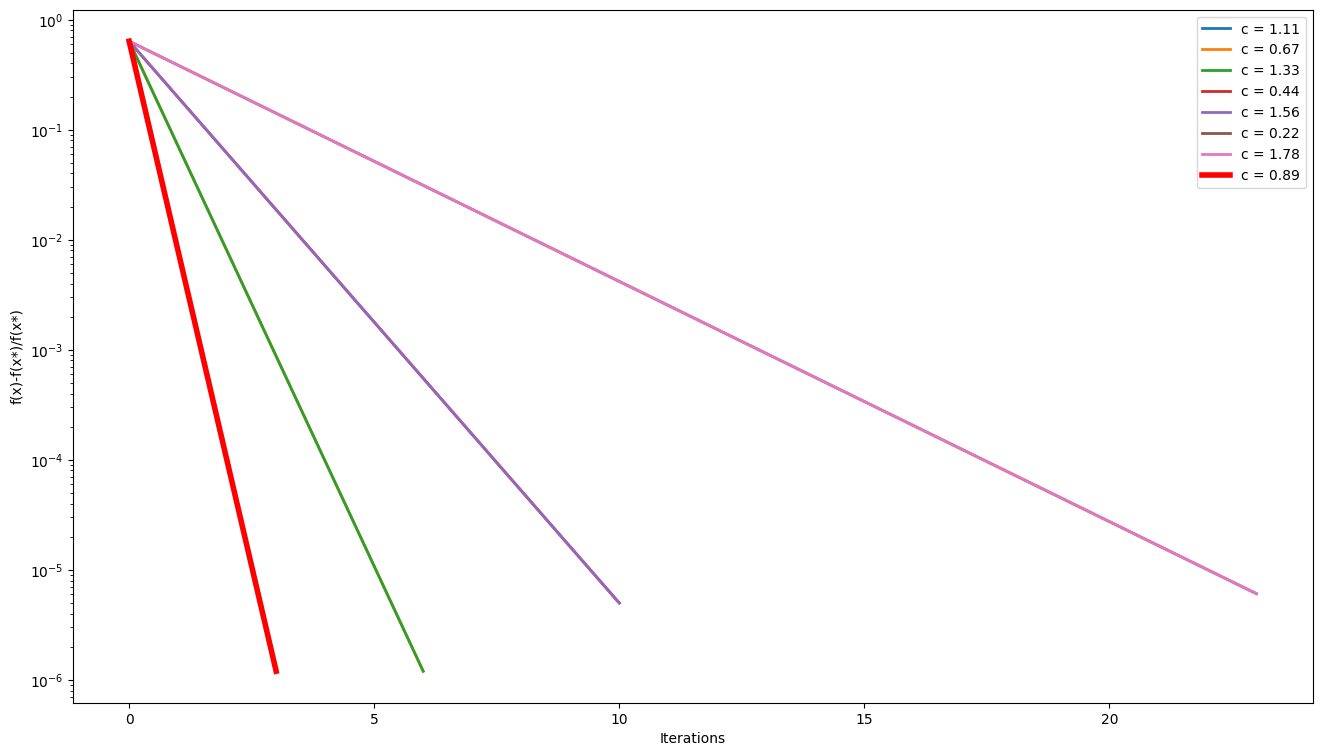 c = 1.11
c = 0.67
c = 1.33
c = 0.44
c = 1.56
c = 0.22
c = 1.78
c = 0.89
f(x)-f(x*)/f(x*)
10⁰
10⁻¹
10⁻²
10⁻³
10⁻⁴
10⁻⁵
10⁻⁶
0 5 10 15 20
Iterations